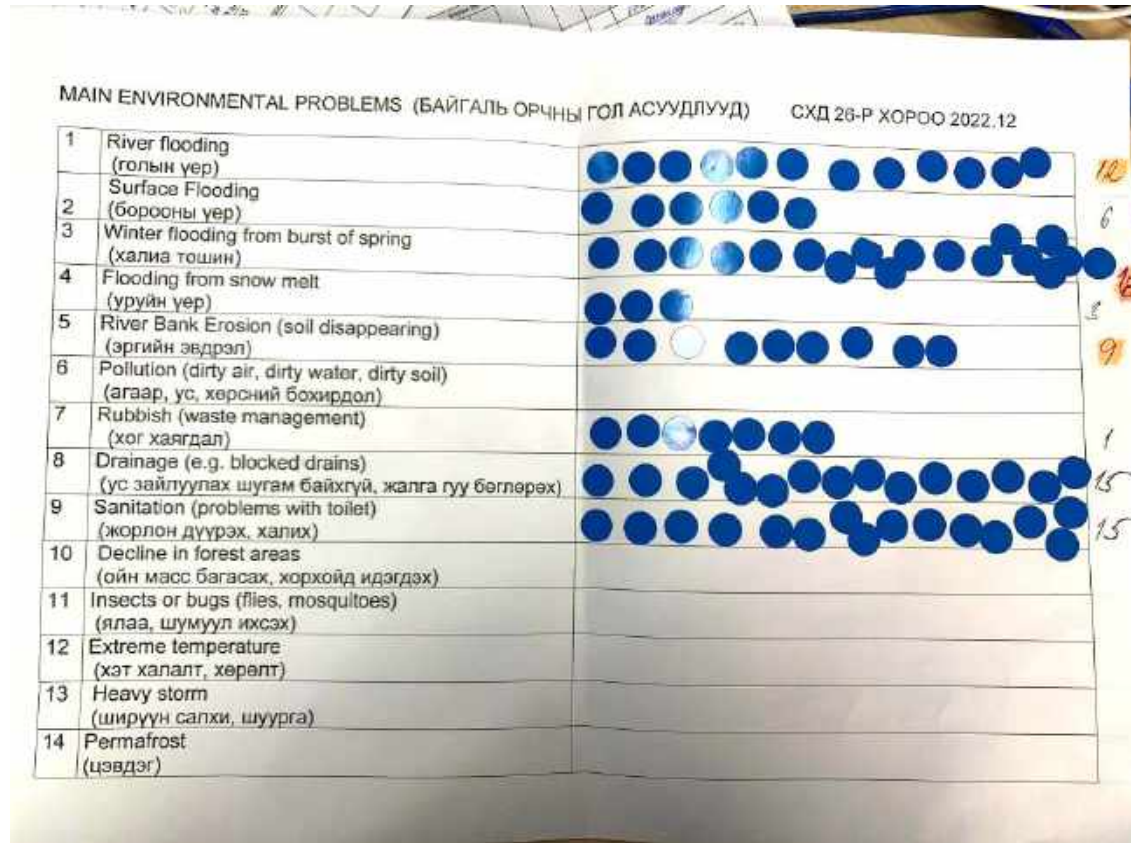 MAIN ENVIRONMENTAL PROBLEMS (БАЙГАЛЬ ОРЧНЫ ГОЛ АСУУДЛУУД) СХД 26-Р ХОРОО 2022.12
1 River flooding
(голын үер) 12
2 Surface Flooding
(борооны үер) 6
3 Winter flooding from burst of spring
(халиа тошин)
4 Flooding from snow melt
(уруйн үер) 3
5 River Bank Erosion (soil disappearing)
(эргийн эвдрэл) 9
6 Pollution (dirty air, dirty water, dirty soil)
(агаар, ус, хөрсний бохирдол)
7 Rubbish (waste management)
(хог хаягдал) 1
8 Drainage (e.g. blocked drains)
(ус зайлуулах шугам байхгүй, жалга гуу бөглөрөх) 15
9 Sanitation (problems with toilet)
(жорлон дүүрэх, халих) 15
10 Decline in forest areas
(ойн масс багасах, хорхойд идэгдэх)
11 Insects or bugs (flies, mosquitoes)
(ялаа, шумуул ихсэх)
12 Extreme temperature
(хэт халалт, хөрөлт)
13 Heavy storm
(ширүүн салхи, шуурга)
14 Permafrost
(цэвдэг)